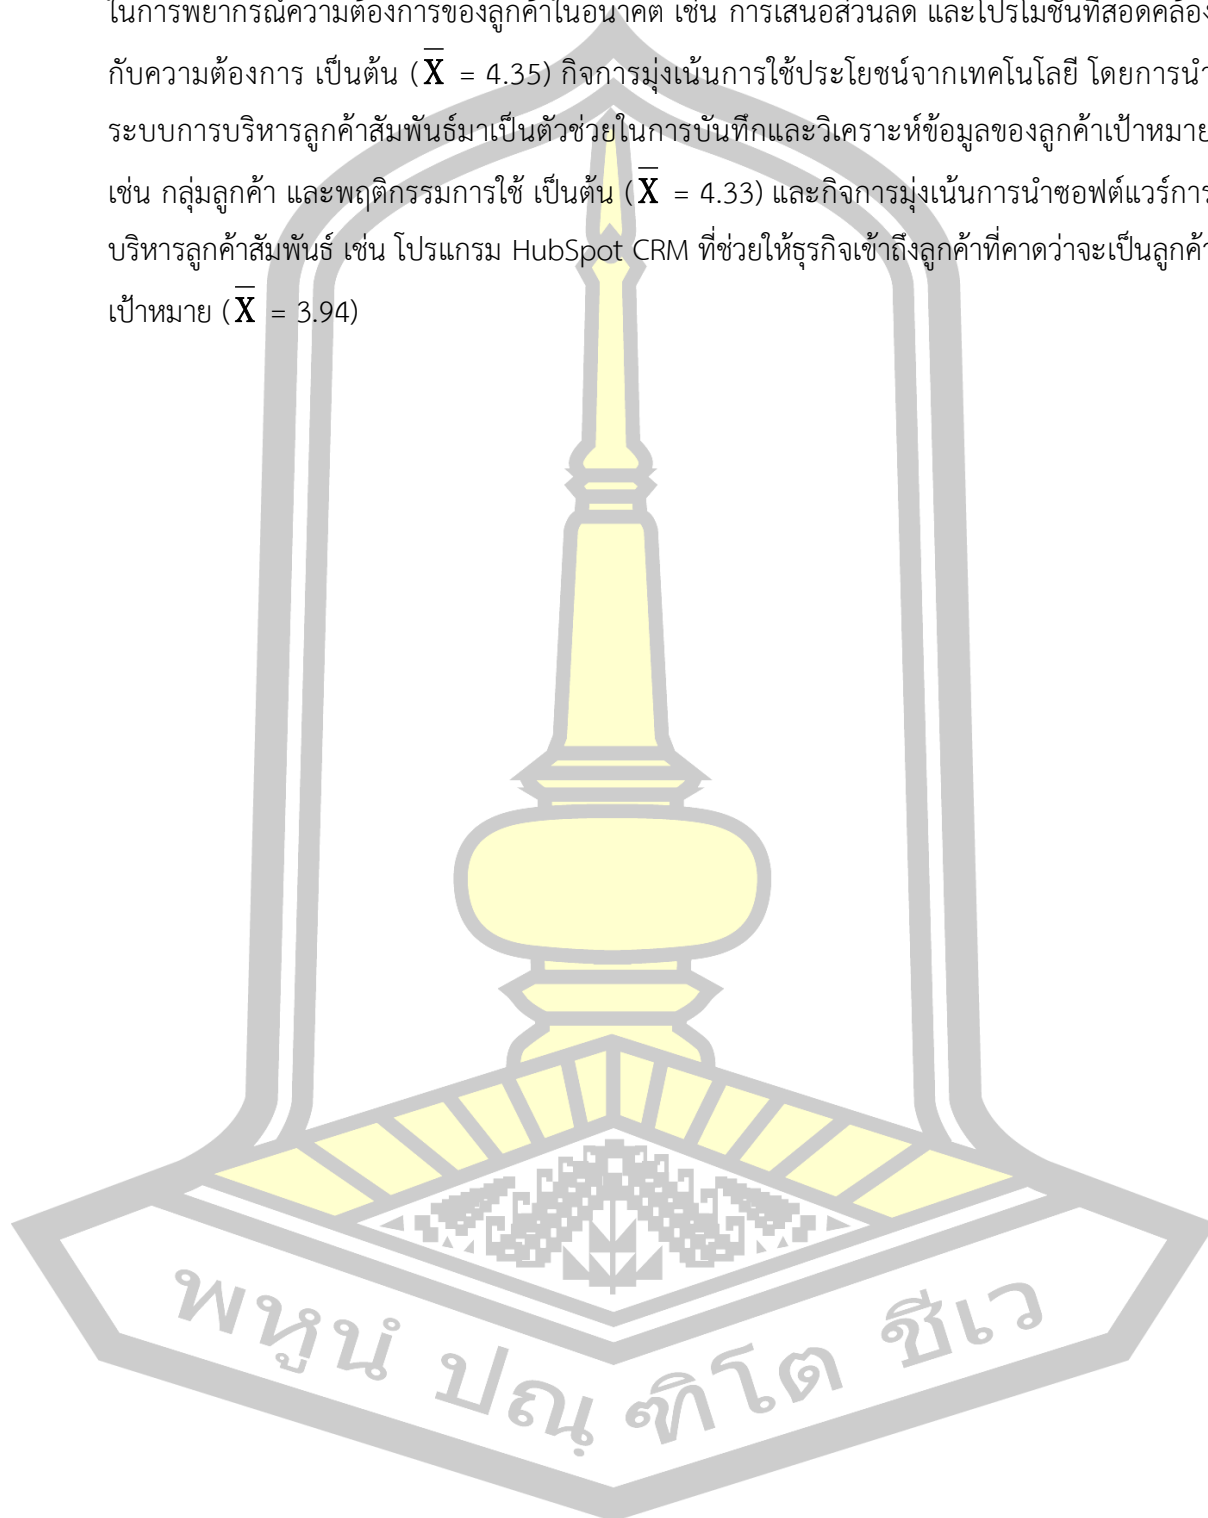 ในการพยากรณ์ความต้องการของลูกค้าในอนาคต เช่น การเสนอส่วนลด และโปรโมชั่นที่สอดคล้อง
กับความต้องการ เป็นต้น (X̅ = 4.35) กิจการมุ่งเน้นการใช้ประโยชน์จากเทคโนโลยี โดยการนำ
ระบบการบริหารลูกค้าสัมพันธ์มาเป็นตัวช่วยในการบันทึกและวิเคราะห์ข้อมูลของลูกค้าเป้าหมาย
เช่น กลุ่มลูกค้า และพฤติกรรมการใช้ เป็นต้น (X̅ = 4.33) และกิจการมุ่งเน้นการนำซอฟต์แวร์การ
บริหารลูกค้าสัมพันธ์ เช่น โปรแกรม HubSpot CRM ที่ช่วยให้ธุรกิจเข้าถึงลูกค้าที่คาดว่าจะเป็นลูกค้า
เป้าหมาย (X̅ = 3.94)
พหูนํ ปณฺฑิโต ชีเว